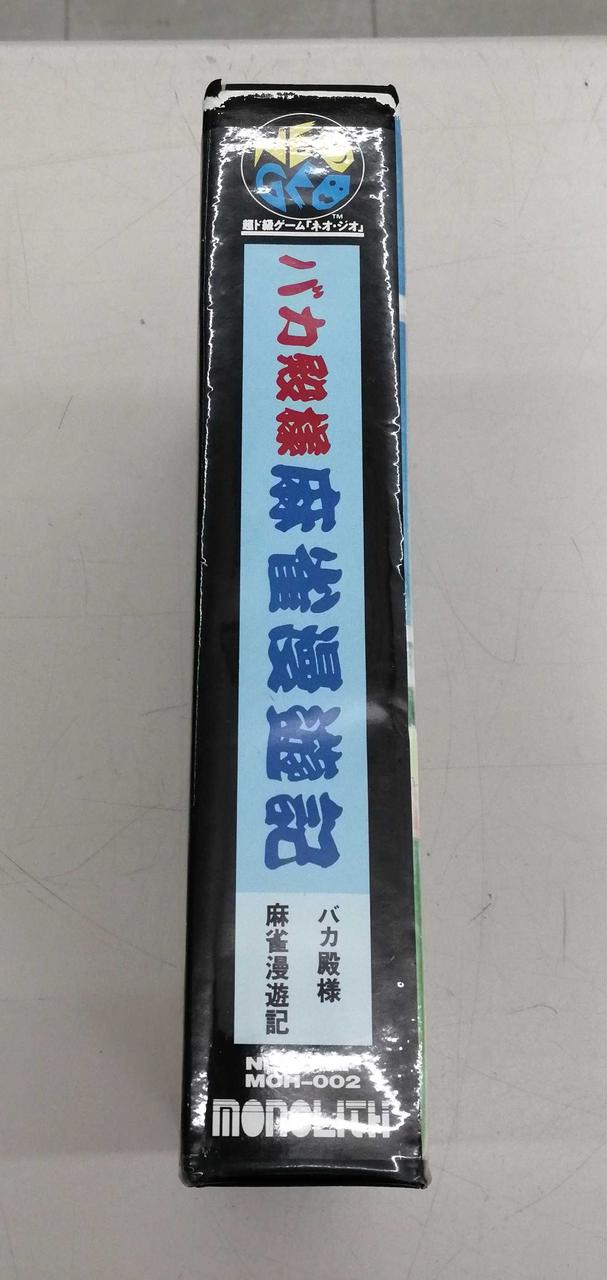 NEO GEO
TM
超ド級ゲーム「ネオ・ジオ」
バカ殿様麻雀漫遊記
バカ殿様
麻雀漫遊記
MOH-002
MONOLITH